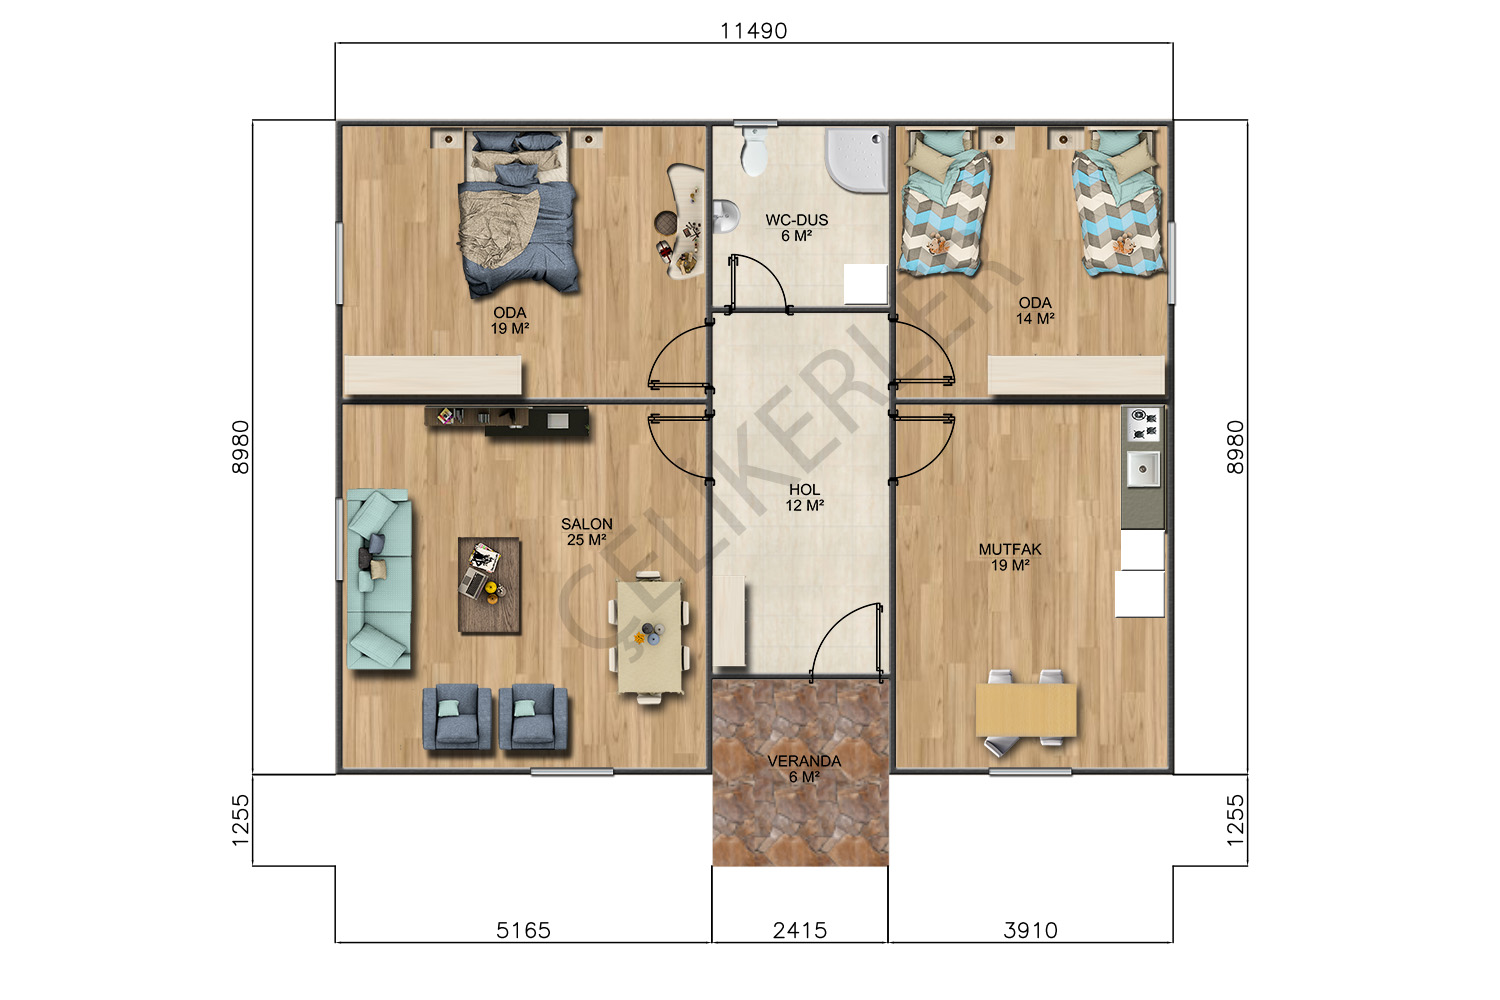 11490
WC-DUS
6 M²
ODA
19 M²
ODA
14 M²
8980
8980
HOL
12 M²
SALON
25 M²
MUTFAK
19 M²
ÇELİKERLER
VERANDA
6 M²
1255
1255
5165
2415
3910